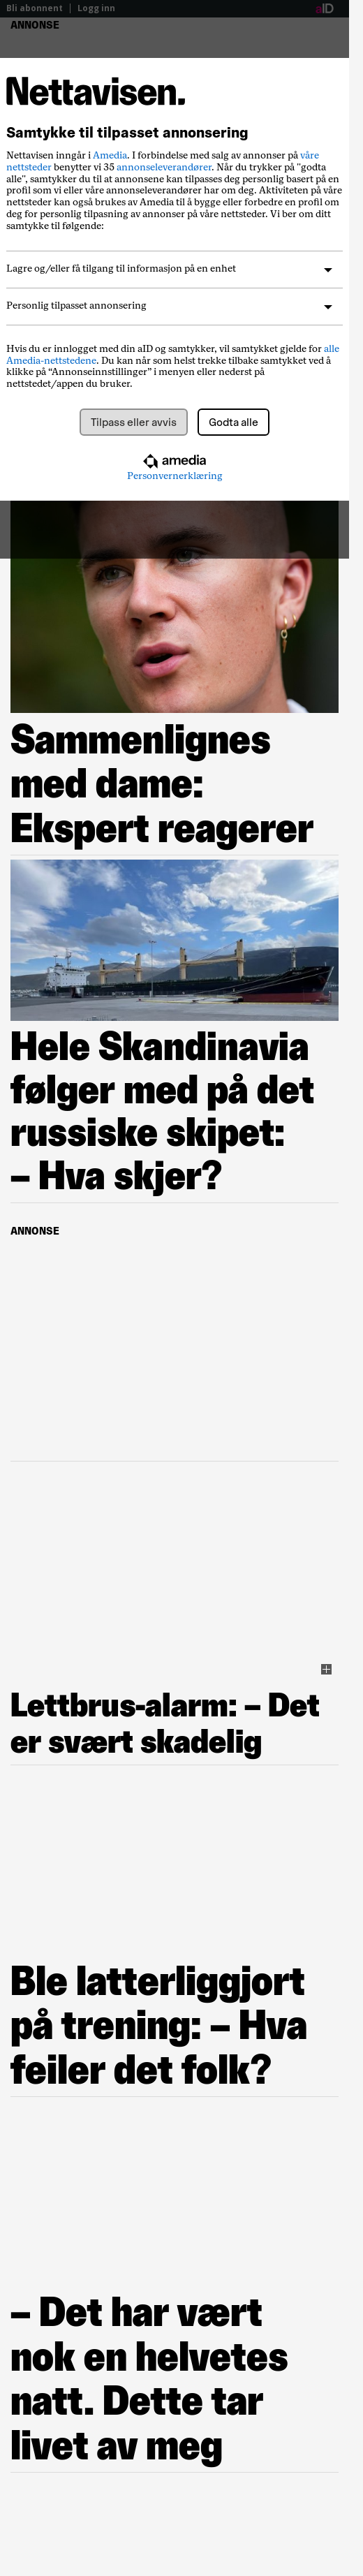 Bli abonnent | Logg inn
aID
ANNONSE
Nettavisen.
Samtykke til tilpasset annonsering
Nettavisen inngår i Amedia. I forbindelse med salg av annonser på våre
nettsteder benytter vi 35 annonseleverandører. Når du trykker på "godta
alle", samtykker du til at annonsene kan tilpasses deg personlig basert på en
profil som vi eller våre annonseleverandører har om deg. Aktiviteten på våre
nettsteder kan også brukes av Amedia til å bygge eller forbedre en profil om
deg for personlig tilpasning av annonser på våre nettsteder. Vi ber om ditt
samtykke til følgende:
Lagre og/eller få tilgang til informasjon på en enhet
Personlig tilpasset annonsering
Hvis du er innlogget med din aID og samtykker, vil samtykket gjelde for alle
Amedia-nettstedene. Du kan når som helst trekke tilbake samtykket ved å
klikke på “Annonseinnstillinger” i menyen eller nederst på
nettstedet/appen du bruker.
Tilpass eller avvis
Godta alle
amedia
Personvernerklæring
Sammenlignes
med dame:
Ekspert reagerer
Hele Skandinavia
følger med på det
russiske skipet:
– Hva skjer?
ANNONSE
Lettbrus-alarm: – Det
er svært skadelig
Ble latterliggjort
på trening: – Hva
feiler det folk?
– Det har vært
nok en helvetes
natt. Dette tar
livet av meg